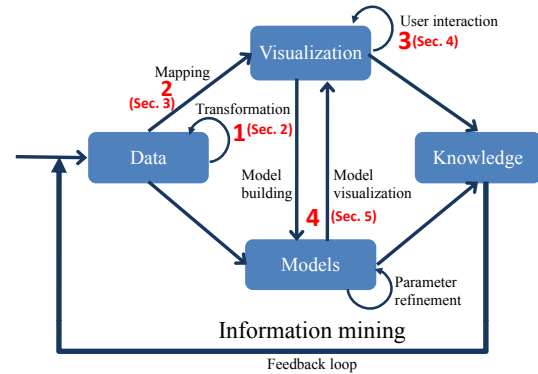 User interaction
3 (Sec. 4)
Visualization
Mapping
2
(Sec. 3)
Transformation
1 (Sec. 2)
Data
Knowledge
Model
building
Model
visualization
4 (Sec. 5)
Models
Parameter
refinement
Information mining
Feedback loop